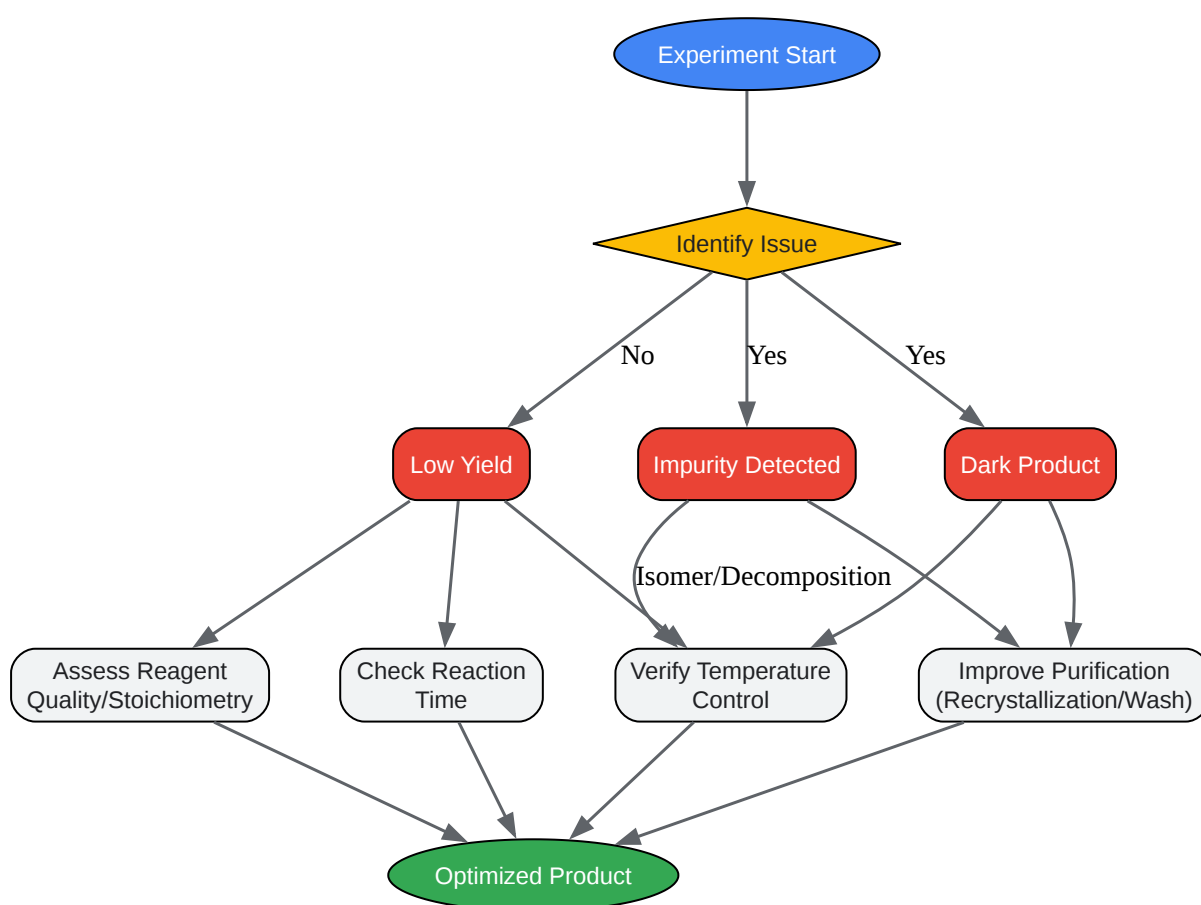 Experiment Start
Identify Issue
No
Yes
Yes
Low Yield
Impurity Detected
Dark Product
Isomer/Decomposition
Assess Reagent
Quality/Stoichiometry
Check Reaction
Time
Verify Temperature
Control
Improve Purification
(Recrystallization/Wash)
Optimized Product